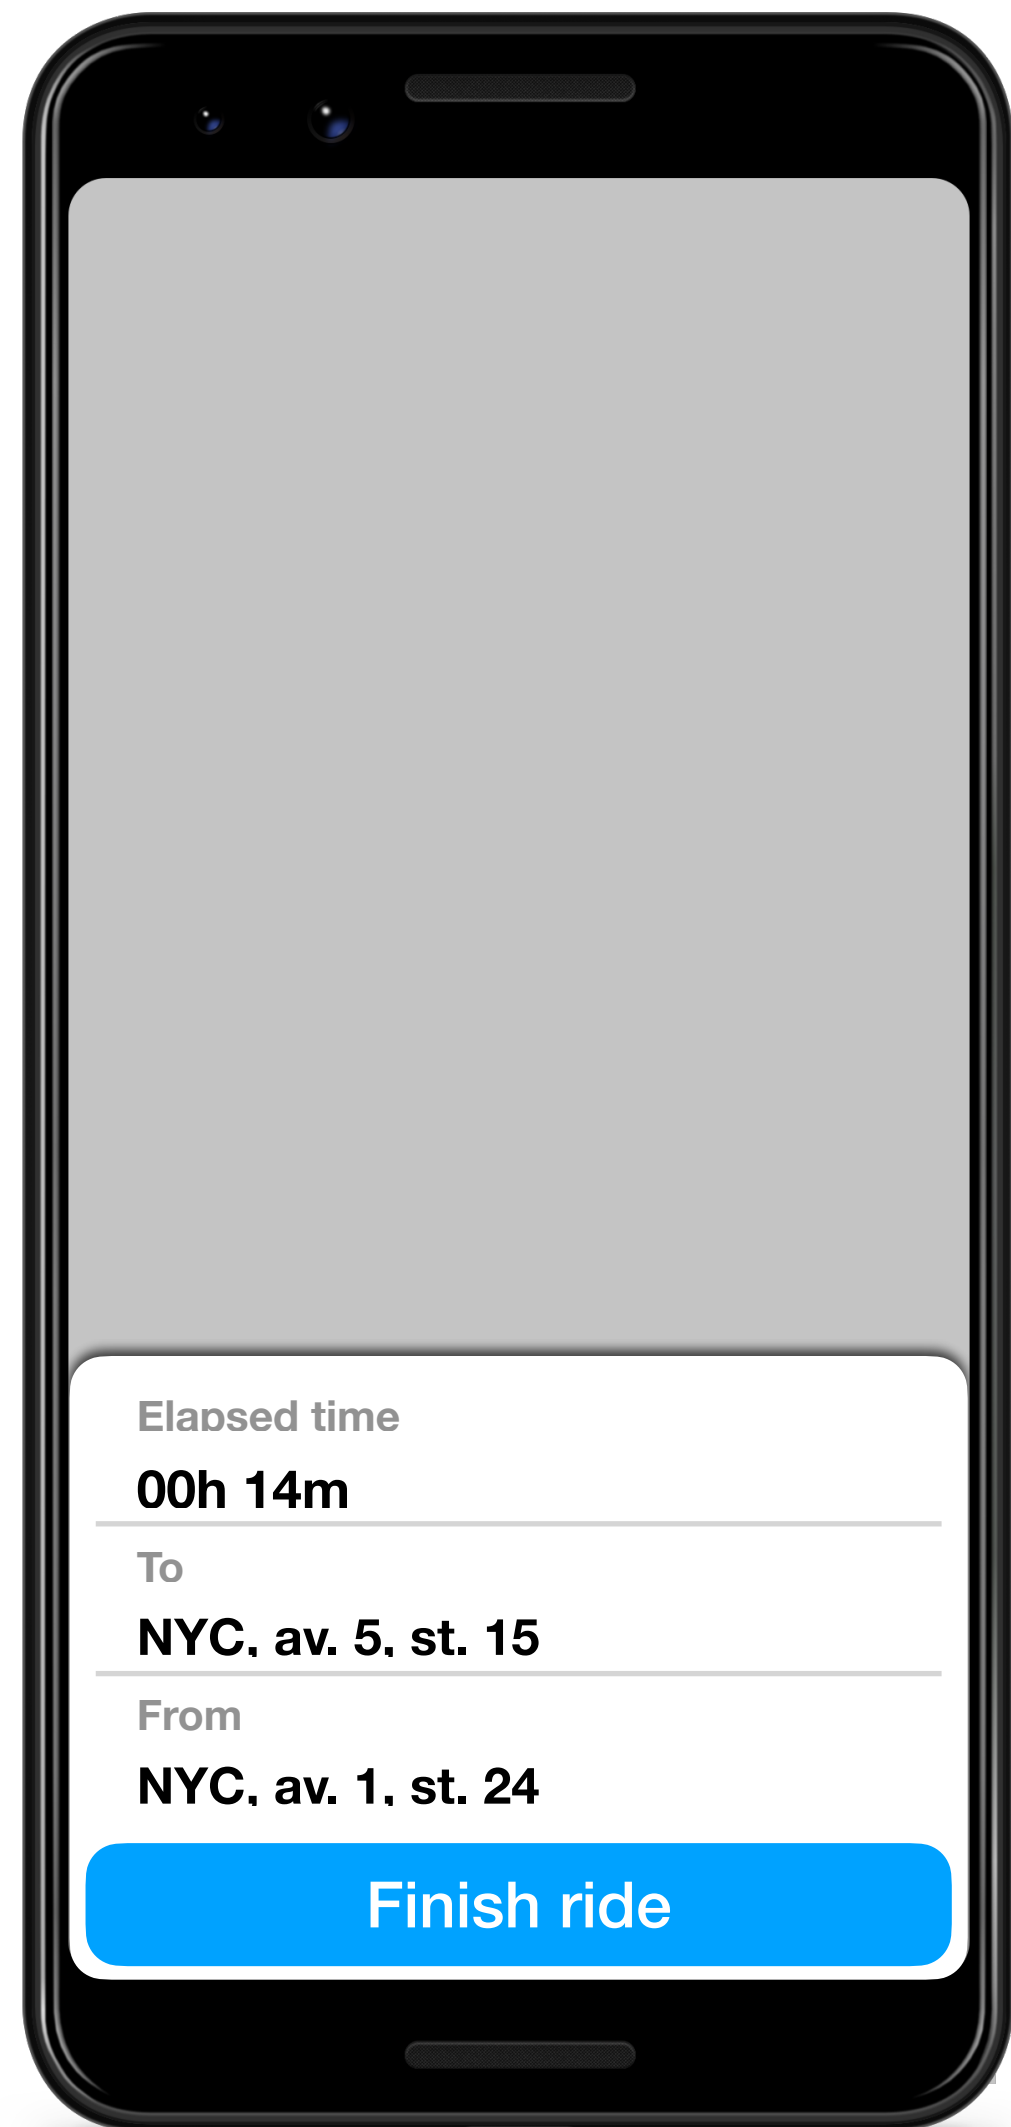 Elapsed time
00h 14m
To
NYC, av. 5, st. 15
From
NYC, av. 1, st. 24
Finish ride